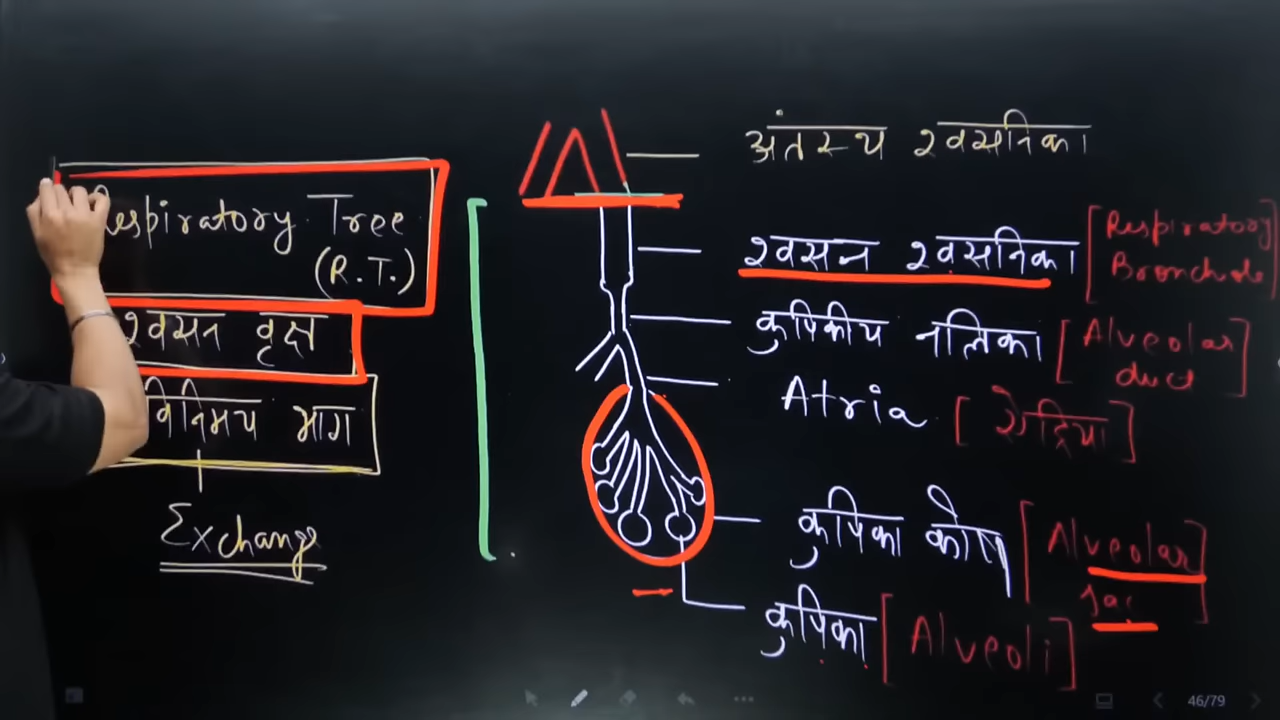 Respiratory Tree
(R.T.)
श्वसन वृक्ष
विनिमय भाग
Exchange
अंतस्थ श्वसनिका
श्वसन श्वसनिका [Respiratory
Bronchiole]
कुपिकीय नलिका [Alveolar
duct]
Atria [ऐट्रिया]
कुपिका कोष [Alveolar
Sac]
कुपिका [Alveoli]
46/79